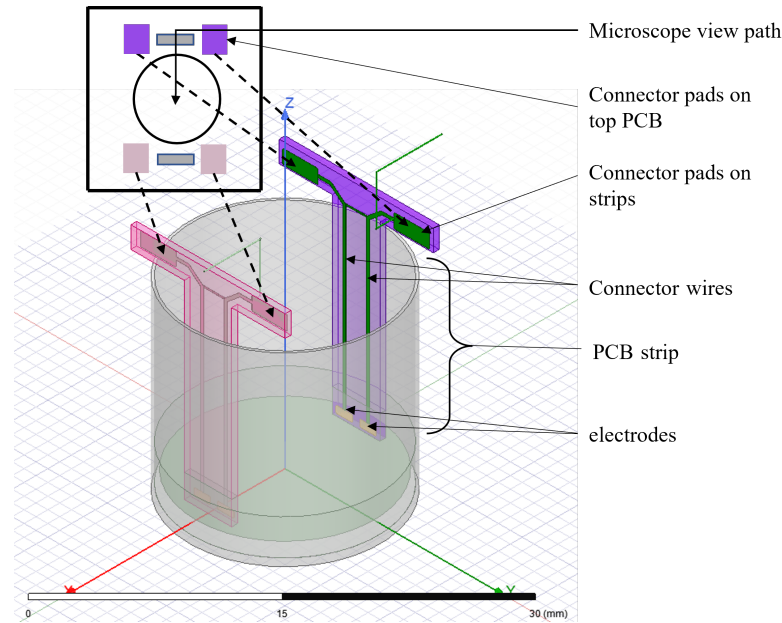 Microscope view path
Connector pads on
top PCB
Z
Connector pads on
strips
Connector wires
PCB strip
electrodes
X
Y
0
15
30 (mm)